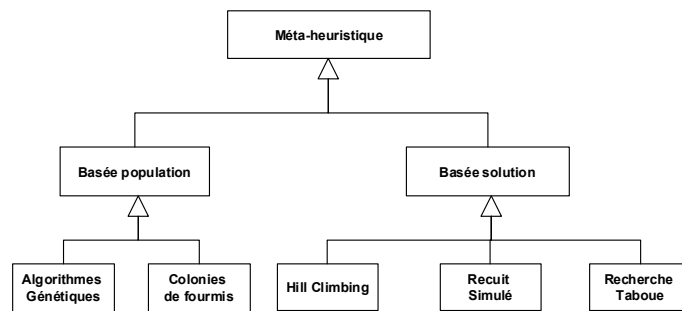 Méta-heuristique
Basée population
Basée solution
Algorithmes
Génétiques
Colonies
de fourmis
Hill Climbing
Recuit
Simulé
Recherche
Taboue